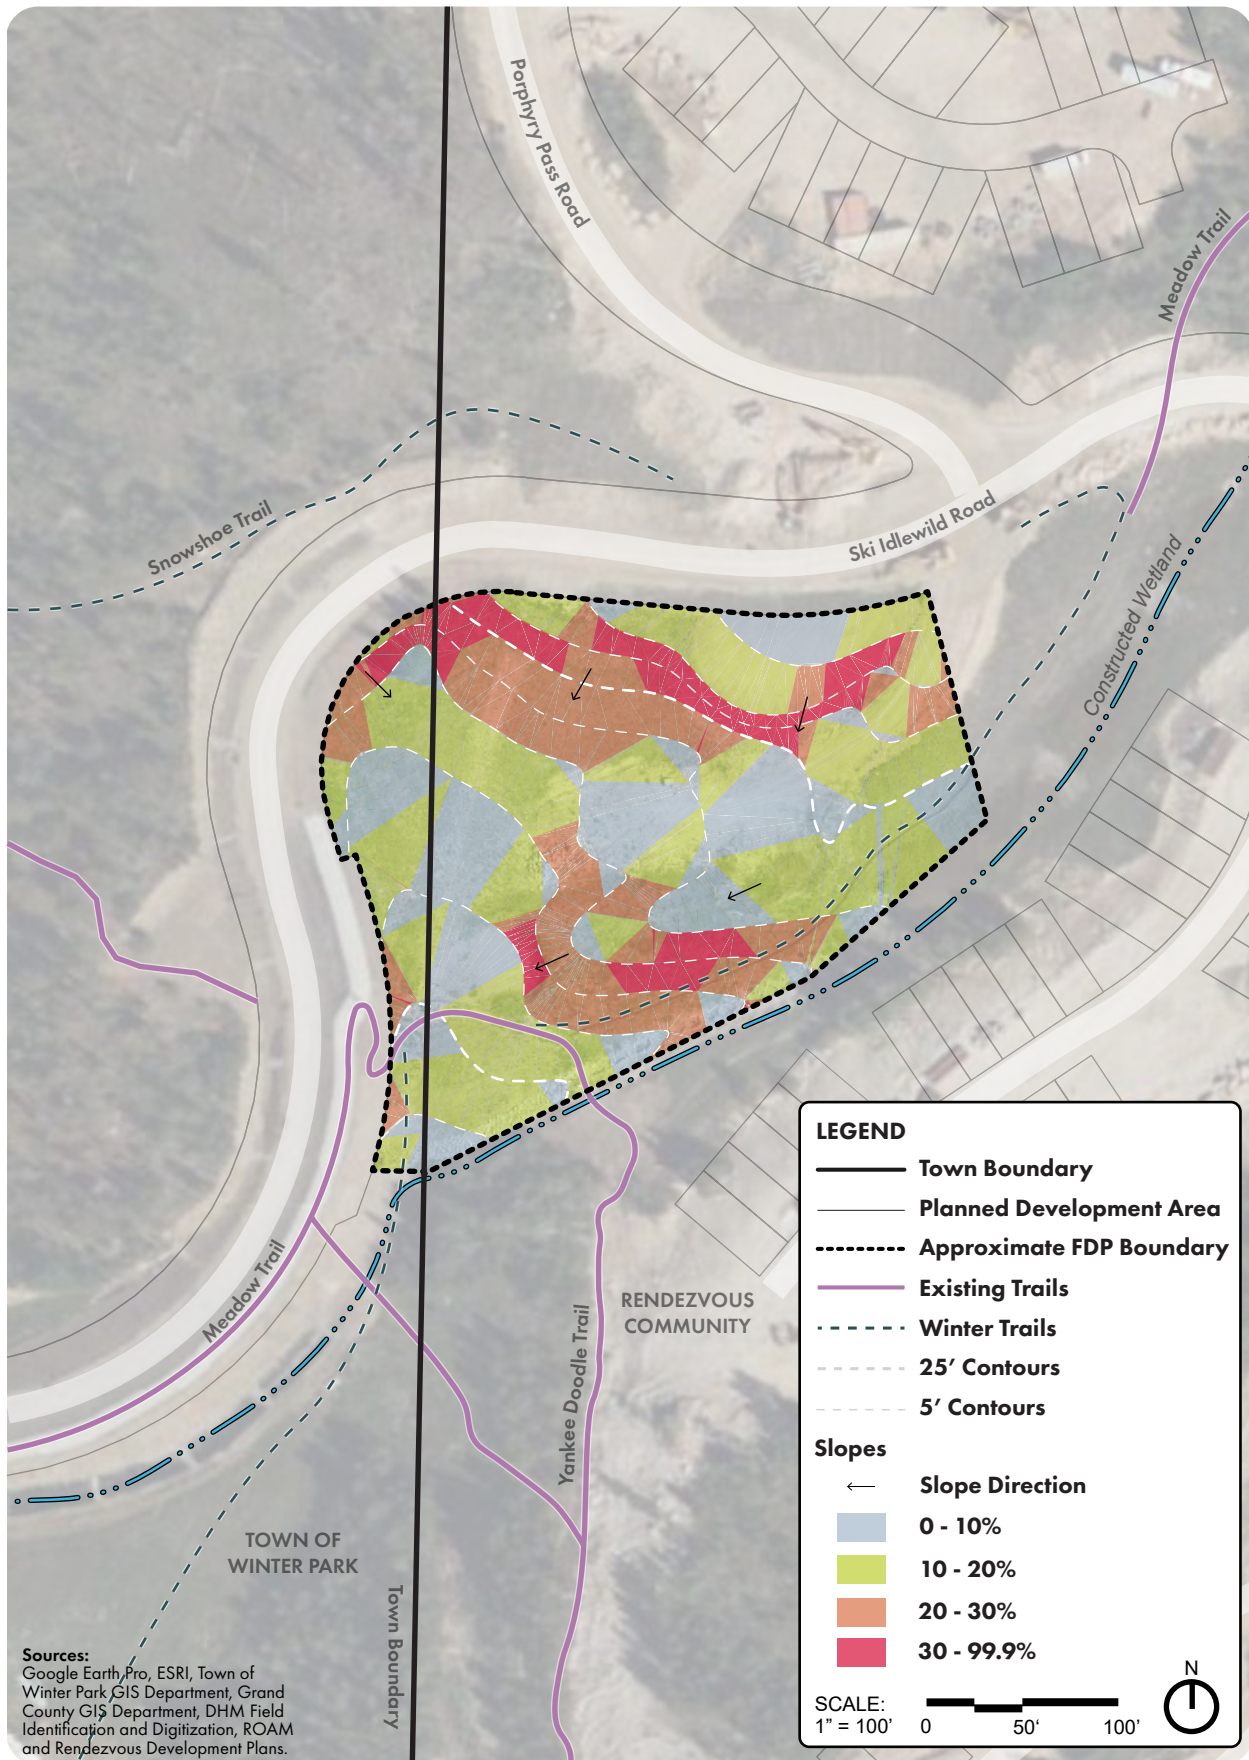 Porphyry Pass Road
Meadow Trail
Snowshoe Trail
Ski Idlewild Road
Constructed Wetland
Meadow Trail
Yankee Doodle Trail
RENDEZVOUS
COMMUNITY
TOWN OF
WINTER PARK
Town Boundary
Sources:
Google Earth Pro, ESRI, Town of
Winter Park GIS Department, Grand
County GIS Department, DHM Field
Identification and Digitization, ROAM
and Rendezvous Development Plans.
LEGEND
Town Boundary
Planned Development Area
Approximate FDP Boundary
Existing Trails
Winter Trails
25’ Contours
5’ Contours
Slopes
Slope Direction
0 - 10%
10 - 20%
20 - 30%
30 - 99.9%
SCALE:
1" = 100’
0 50‘ 100’
N